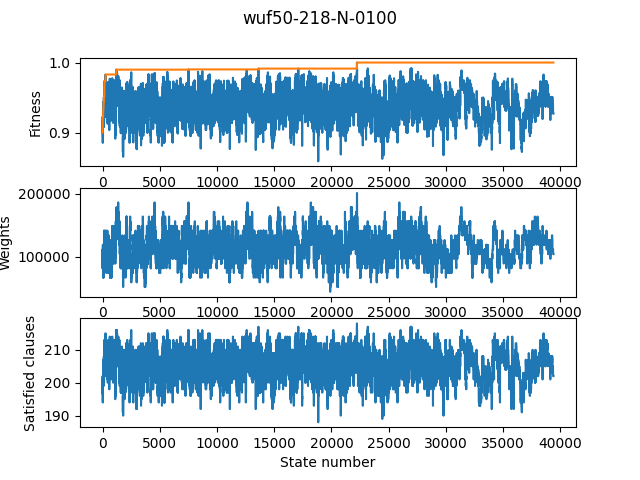 wuf50-218-N-0100
1.0
0.9
Fitness
0 5000 10000 15000 20000 25000 30000 35000 40000
200000
100000
Weights
0 5000 10000 15000 20000 25000 30000 35000 40000
210
200
190
Satisfied clauses
0 5000 10000 15000 20000 25000 30000 35000 40000
State number